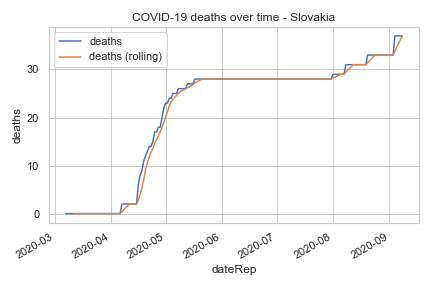 COVID-19 deaths over time - Slovakia
deaths
deaths (rolling)
30
20
10
0
deaths
2020-03
2020-04
2020-05
2020-06
2020-07
2020-08
2020-09
dateRep